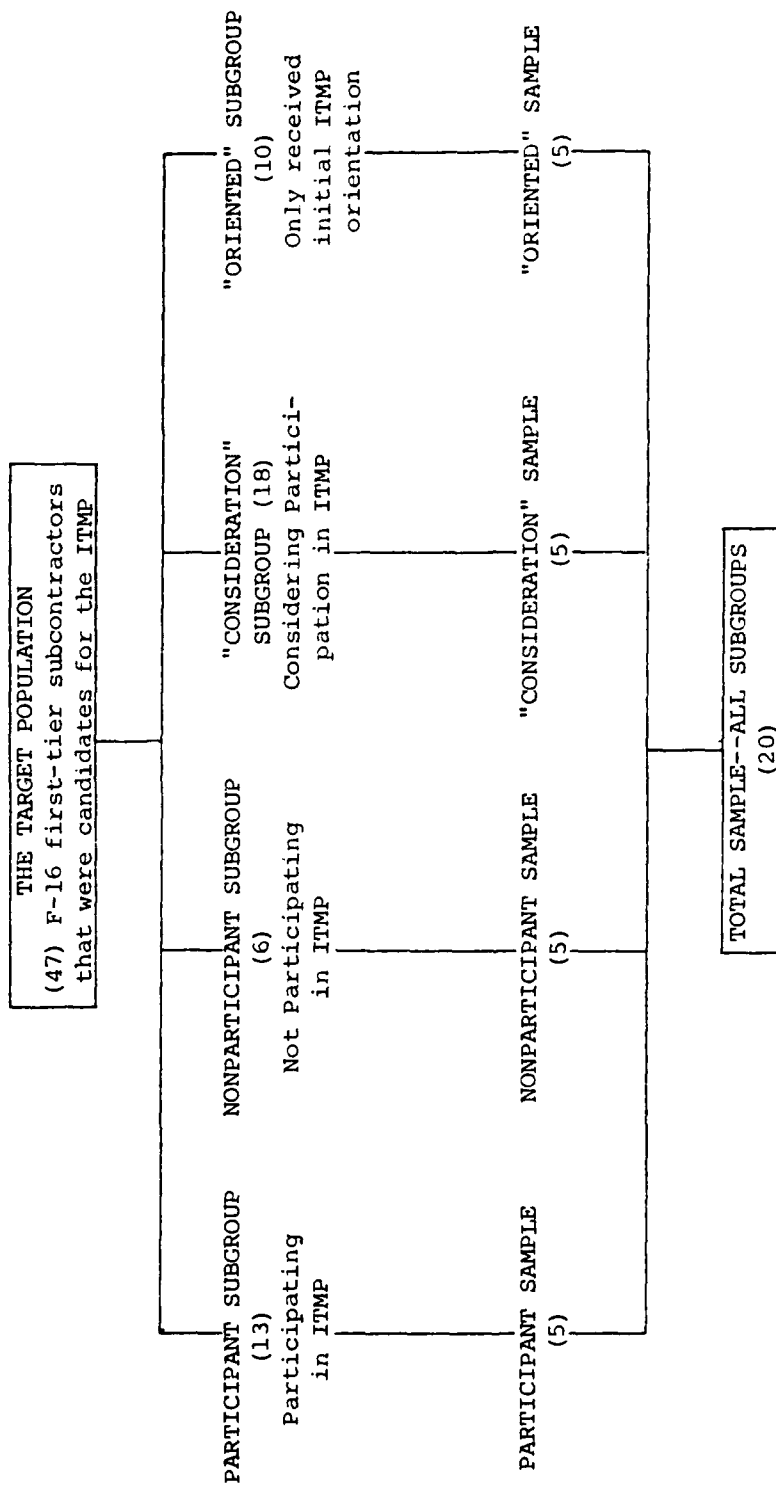 THE TARGET POPULATION
(47) F-16 first-tier subcontractors
that were candidates for the ITMP
PARTICIPANT SUBGROUP
(13)
Participating
in ITMP
NONPARTICIPANT SUBGROUP
(6)
Not Participating
in ITMP
"CONSIDERATION"
SUBGROUP (18)
Considering Partici-
pation in ITMP
"ORIENTED" SUBGROUP
(10)
Only received
initial ITMP
orientation
PARTICIPANT SAMPLE
(5)
NONPARTICIPANT SAMPLE
(5)
"CONSIDERATION" SAMPLE
(5)
"ORIENTED" SAMPLE
(5)
TOTAL SAMPLE--ALL SUBGROUPS
(20)